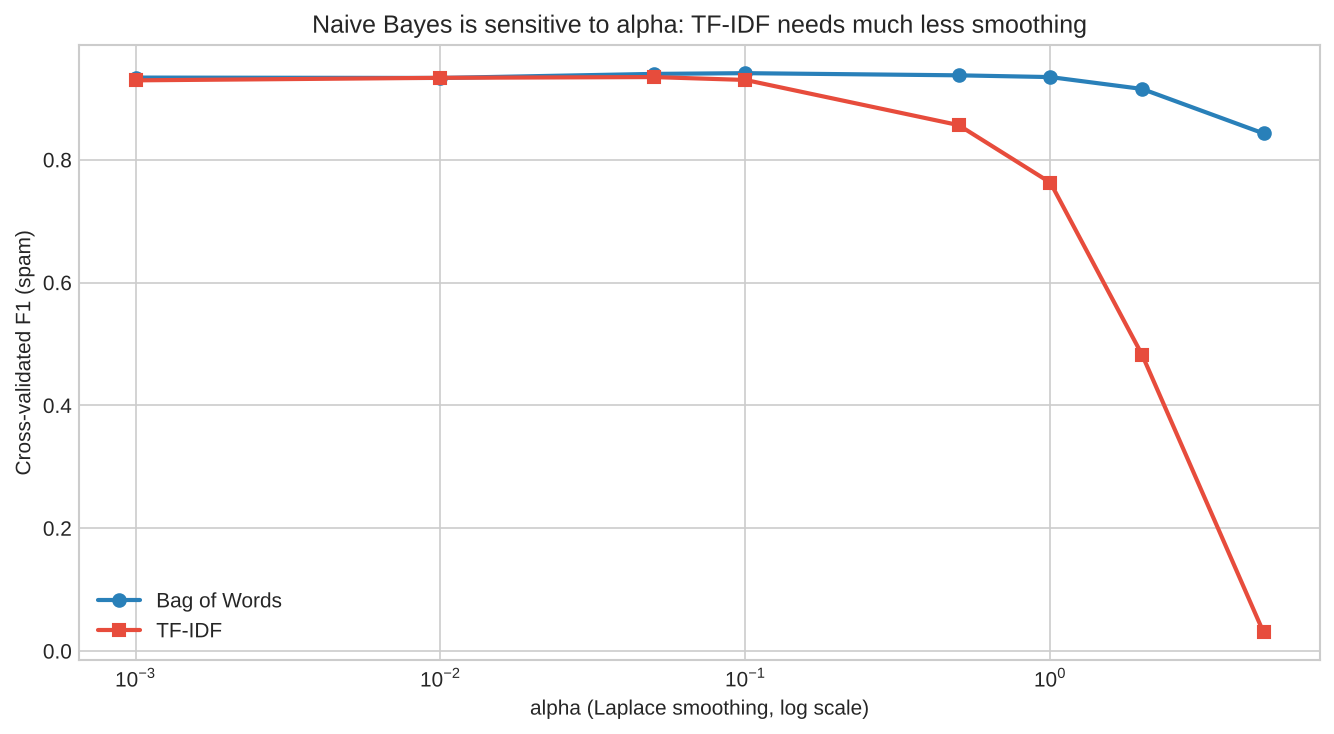 Naive Bayes is sensitive to alpha: TF-IDF needs much less smoothing
Cross-validated F1 (spam)
0.8
0.6
0.4
0.2
0.0
Bag of Words
TF-IDF
10⁻³ 10⁻² 10⁻¹ 10⁰
alpha (Laplace smoothing, log scale)